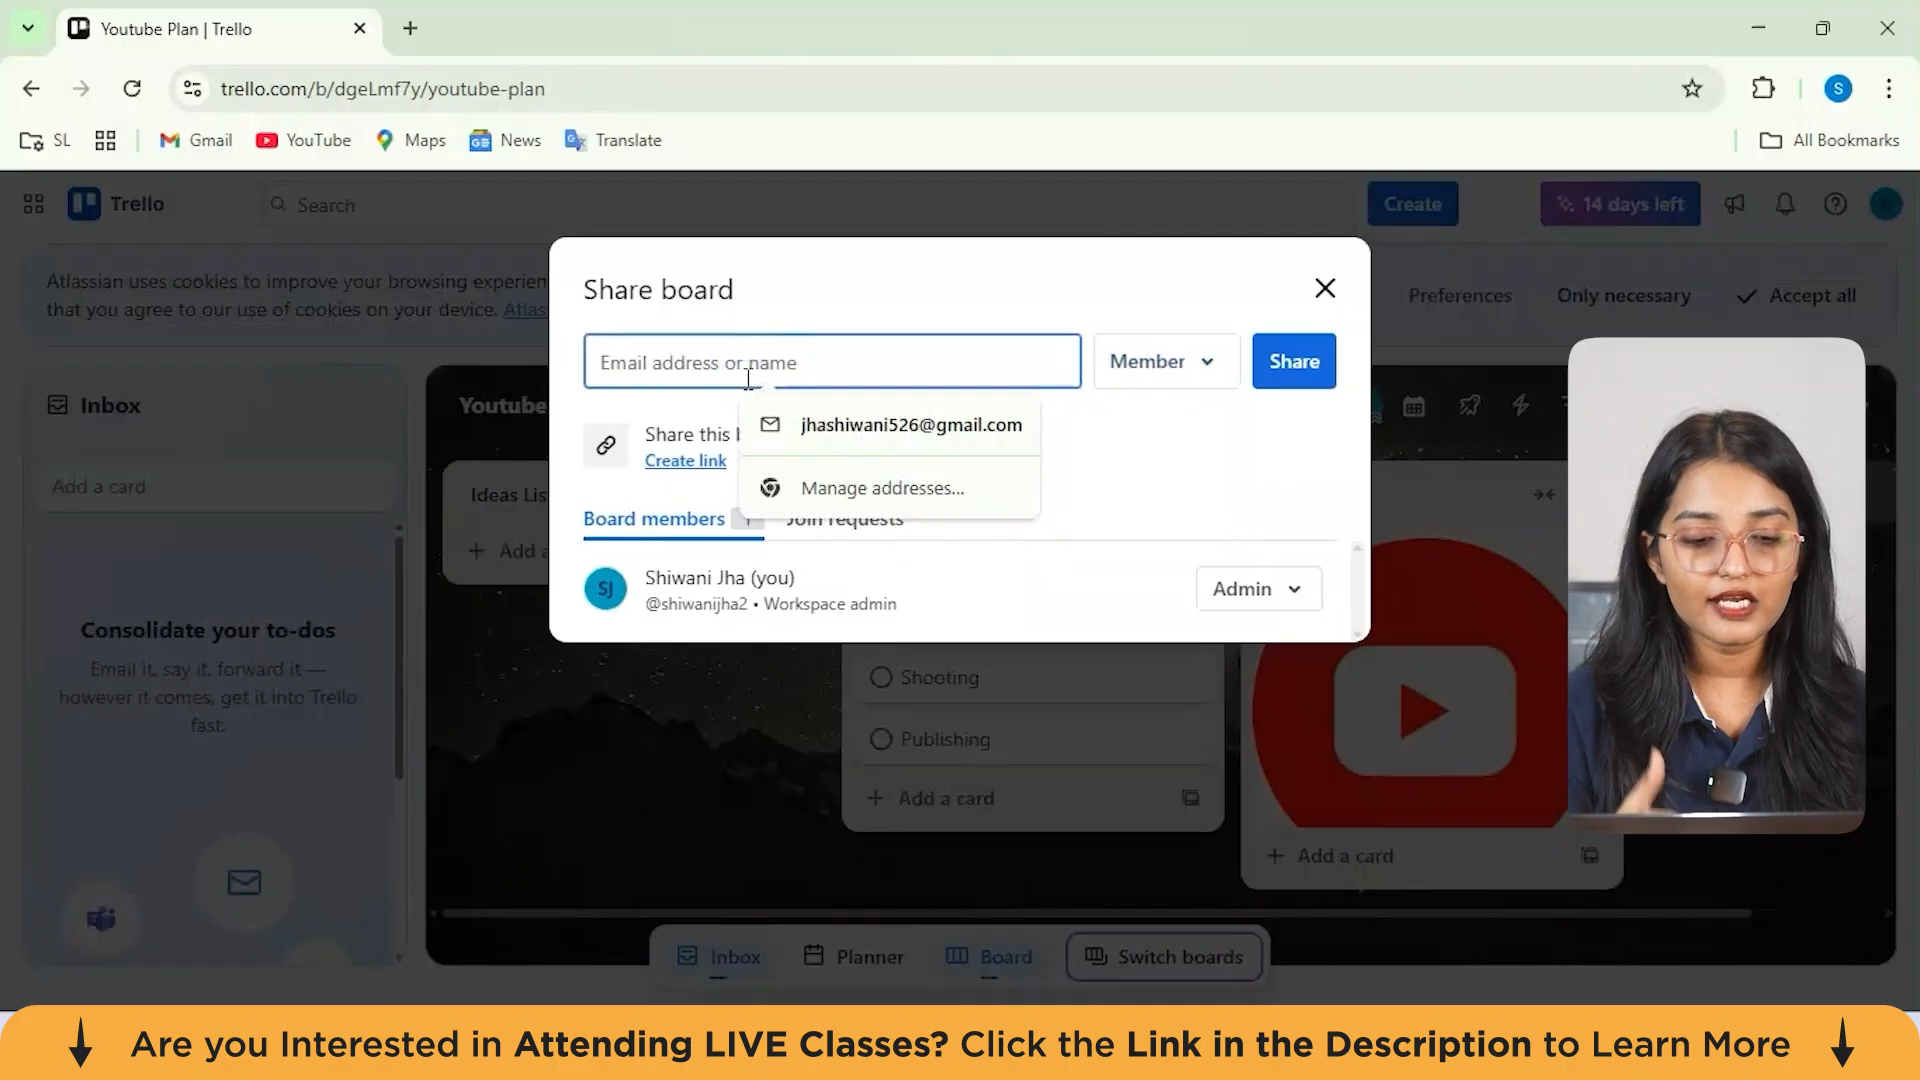 Youtube Plan | Trello
trello.com/b/dgeLmf7y/youtube-plan
S
SL
Gmail
YouTube
Maps
News
Translate
All Bookmarks
Trello
Search
Create
14 days left
Atlassian uses cookies to improve your browsing
that you agree to our use of cookies on your device.
Preferences
Only necessary
Accept all
Share board
Email address or name
Member
Share
jhashiwani526@gmail.com
Manage addresses...
Share this
Create link
Board members
Join requests
SJ
Shiwani Jha (you)
@shiwanijha2 • Workspace admin
Admin
Inbox
Add a card
Consolidate your to-dos
Email it, say it, forward it —
however it comes, get it into Trello
fast.
Youtube
Ideas
Add
Shooting
Publishing
Add a card
Add a card
Inbox
Planner
Board
Switch boards
Are you Interested in Attending LIVE Classes? Click the Link in the Description to Learn More